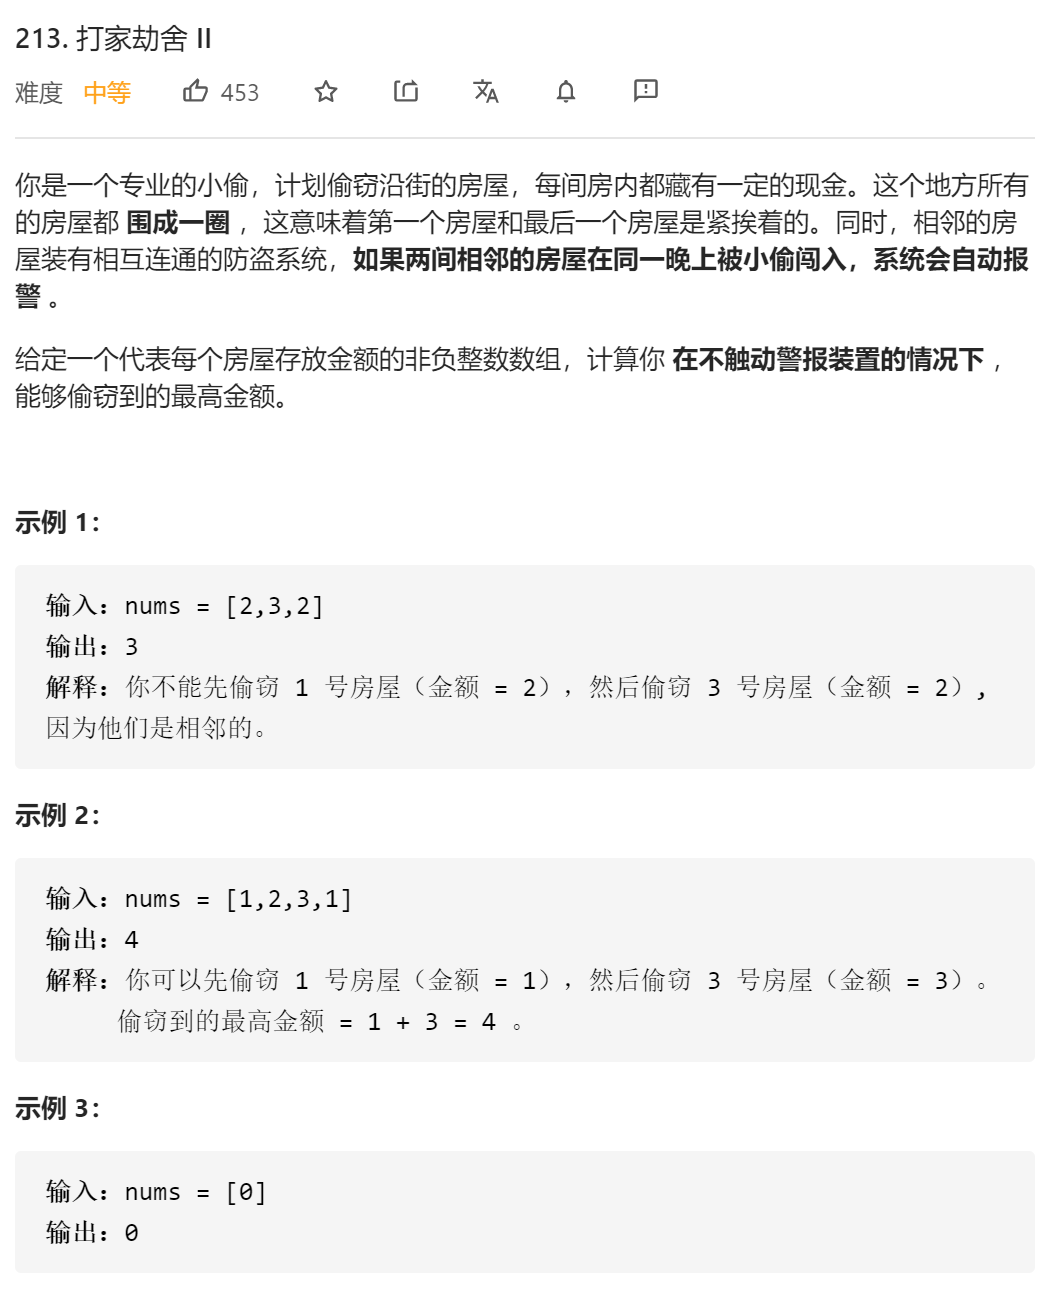 213. 打家劫舍 II
难度 中等 453
你是一个专业的小偷，计划偷窃沿街的房屋，每间房内都藏有一定的现金。这个地方所有
的房屋都 围成一圈 ，这意味着第一个房屋和最后一个房屋是紧挨着的。同时，相邻的房
屋装有相互连通的防盗系统，如果两间相邻的房屋在同一晚上被小偷闯入，系统会自动报
警 。
给定一个代表每个房屋存放金额的非负整数数组，计算你 在不触动警报装置的情况下 ，
能够偷窃到的最高金额。
示例 1：
输入：nums = [2,3,2]
输出：3
解释：你不能先偷窃 1 号房屋（金额 = 2），然后偷窃 3 号房屋（金额 = 2）,
因为他们是相邻的。
示例 2：
输入：nums = [1,2,3,1]
输出：4
解释：你可以先偷窃 1 号房屋（金额 = 1），然后偷窃 3 号房屋（金额 = 3）。
偷窃到的最高金额 = 1 + 3 = 4 。
示例 3：
输入：nums = [0]
输出：0